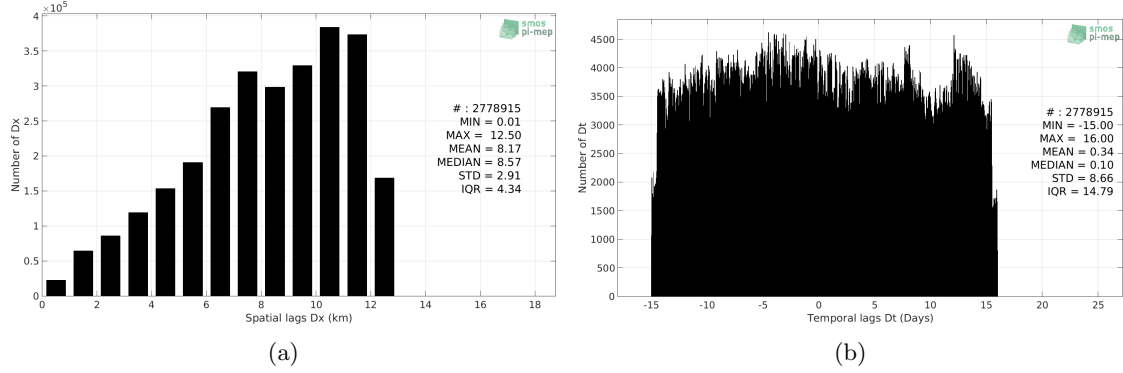 ×10⁵
4
3.5
3
2.5
2
1.5
1
0.5
0
0 2 4 6 8 10 12 14 16 18
Number of Dx
Spatial lags Dx (km)
smos
pi-mep
# : 2778915
MIN = 0.01
MAX = 12.50
MEAN = 8.17
MEDIAN = 8.57
STD = 2.91
IQR = 4.34
(a)
4500
4000
3500
3000
2500
2000
1500
1000
500
0
-15 -10 -5 0 5 10 15 20 25
Number of Dt
Temporal lags Dt (Days)
smos
pi-mep
# : 2778915
MIN = -15.00
MAX = 16.00
MEAN = 0.34
MEDIAN = 0.10
STD = 8.66
IQR = 14.79
(b)